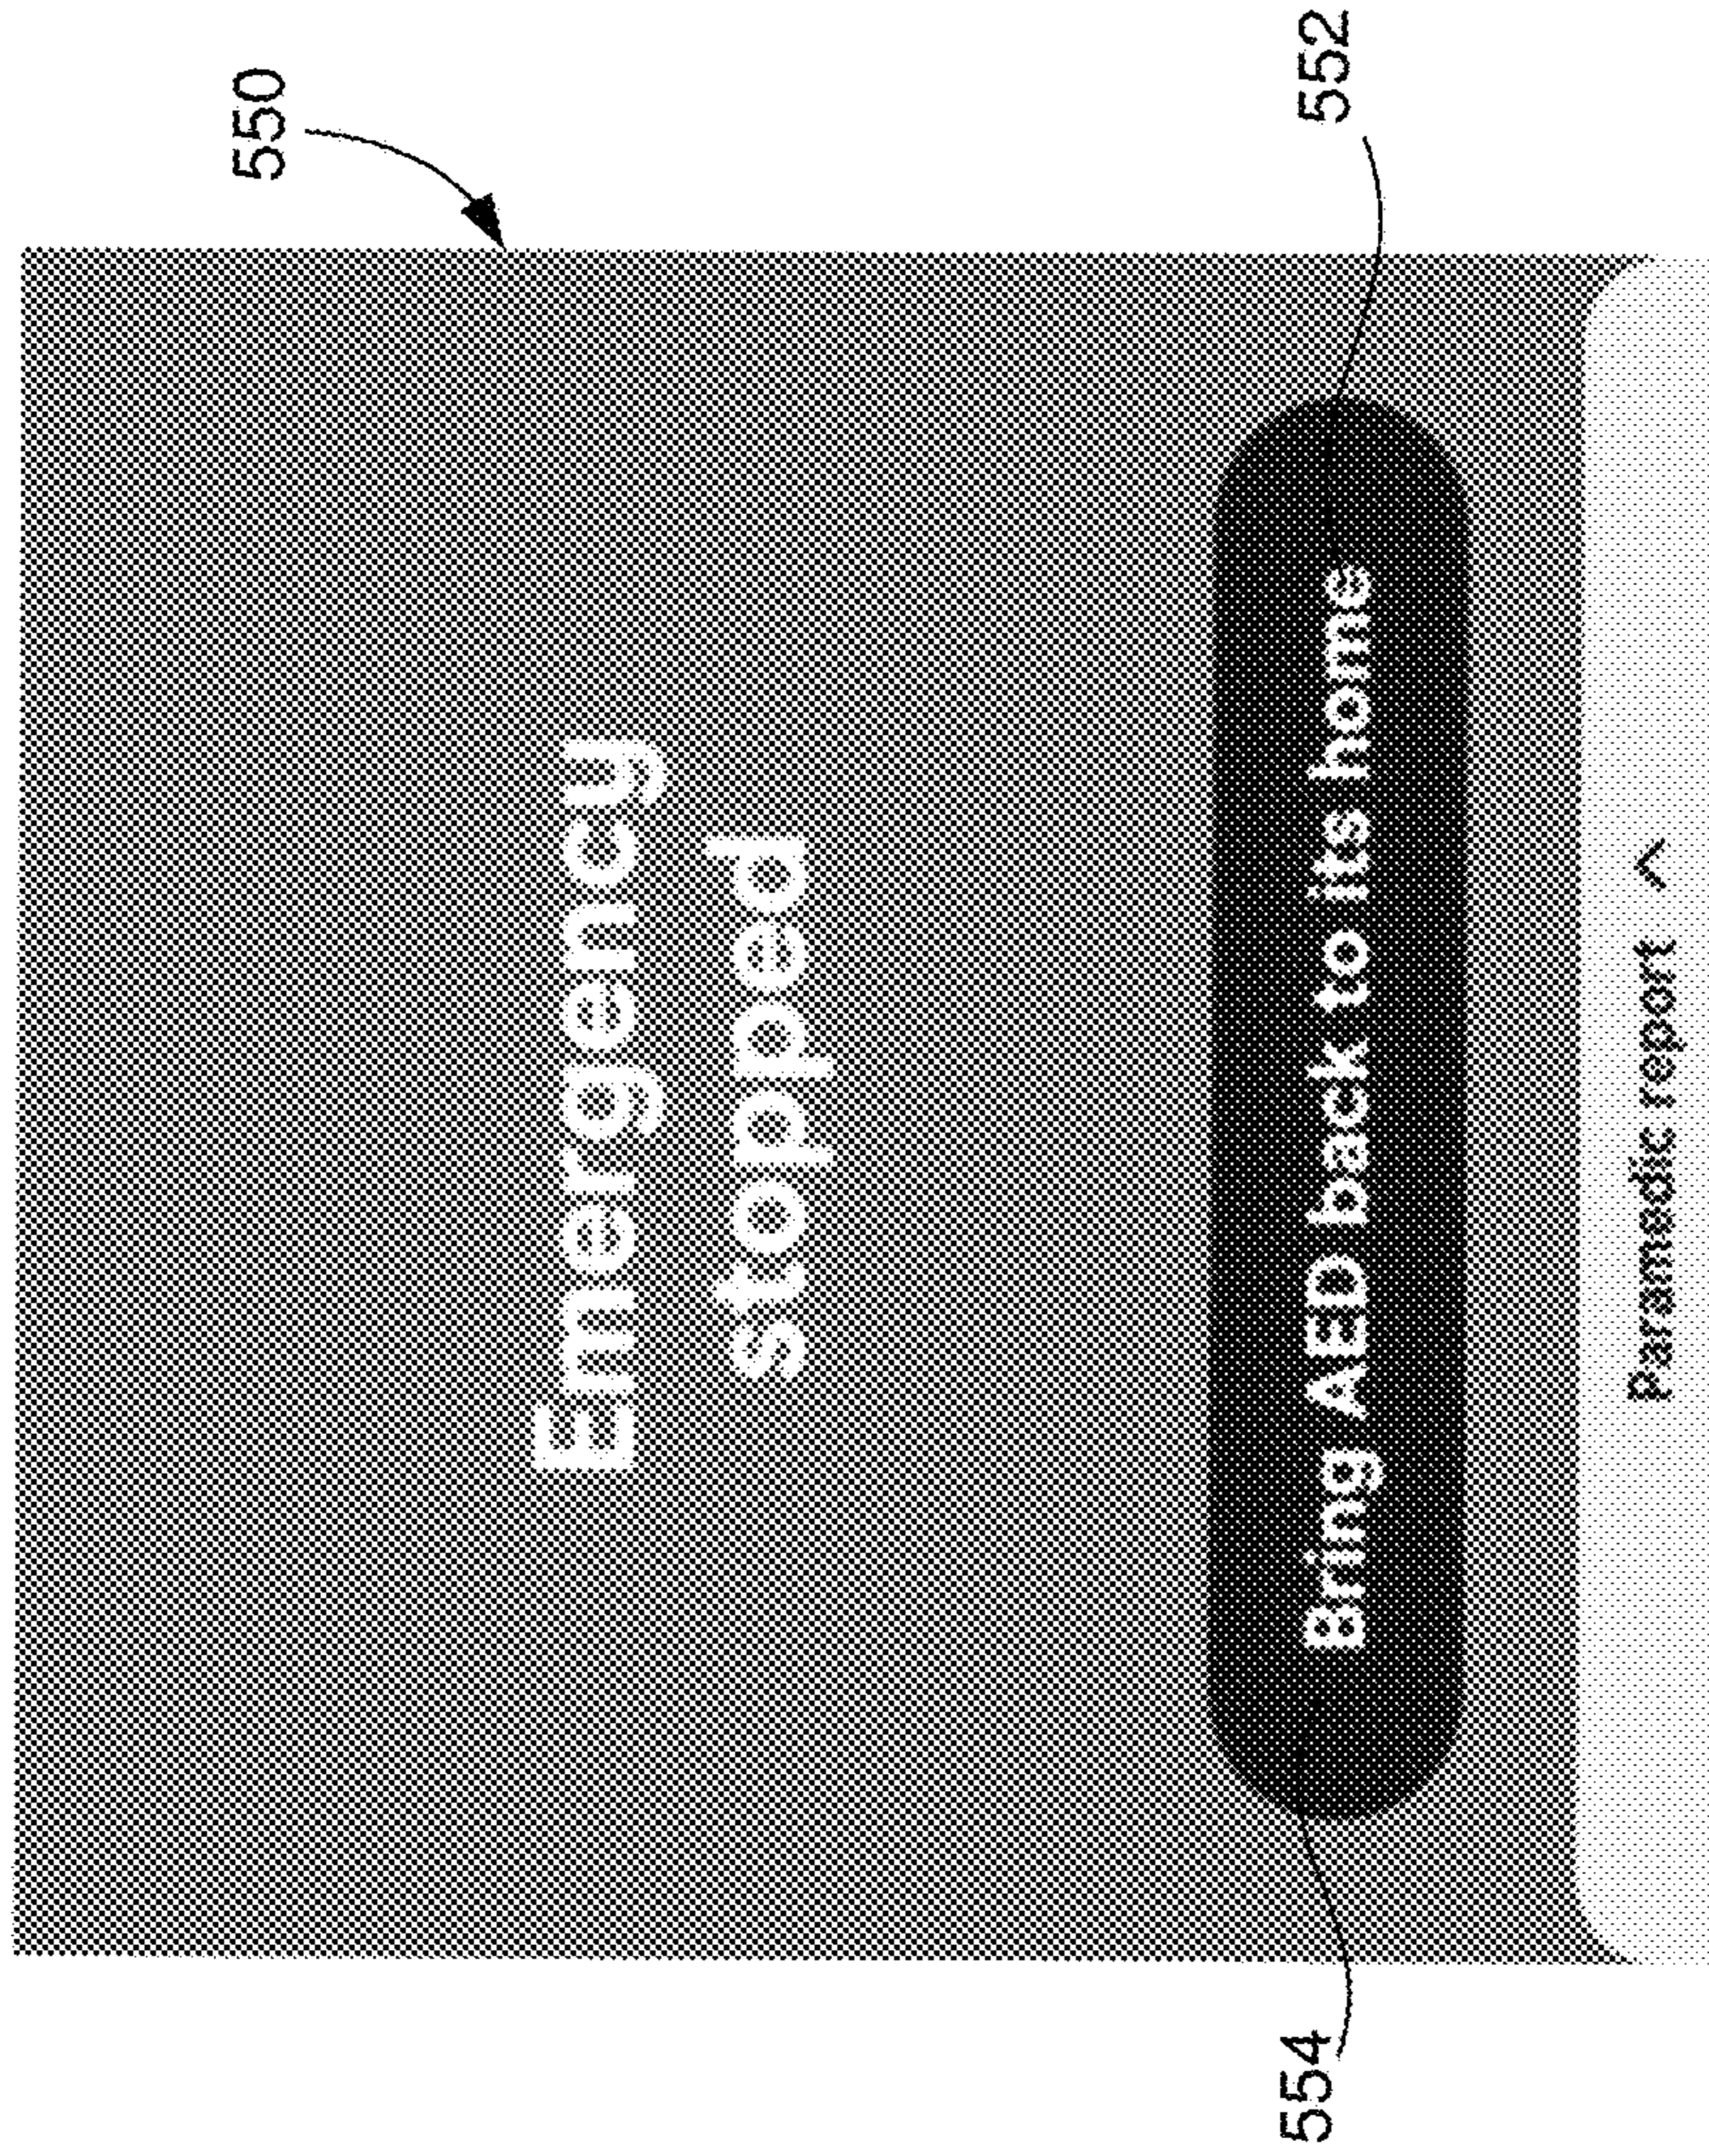 550
Emergency
stopped
554
Bring AED back to its home
552
Paramedic report ^